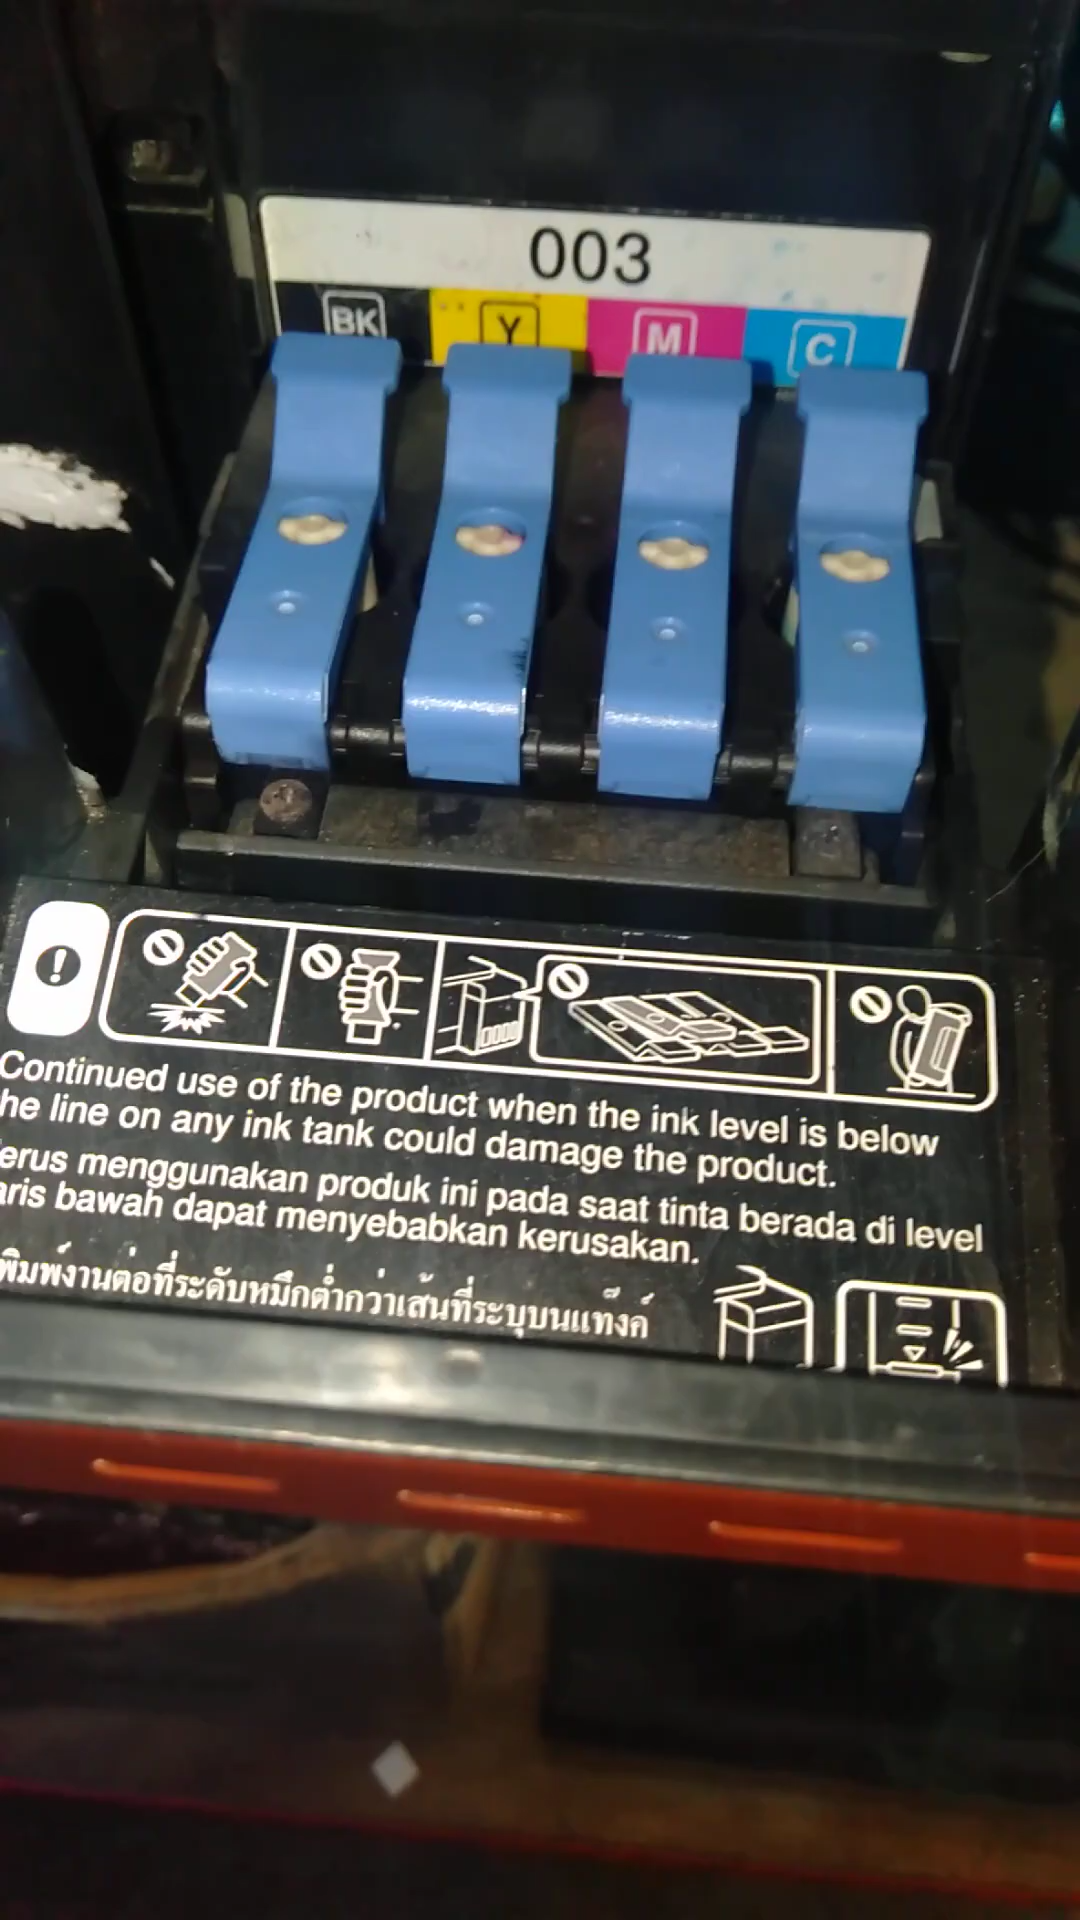 003
BK Y M C
Continued use of the product when the ink level is below
he line on any ink tank could damage the product.
erus menggunakan produk ini pada saat tinta berada di level
aris bawah dapat menyebabkan kerusakan.
พิมพ์งานต่อที่ระดับหมึกต่ำกว่าเส้นที่ระบุบนแท๊งค์